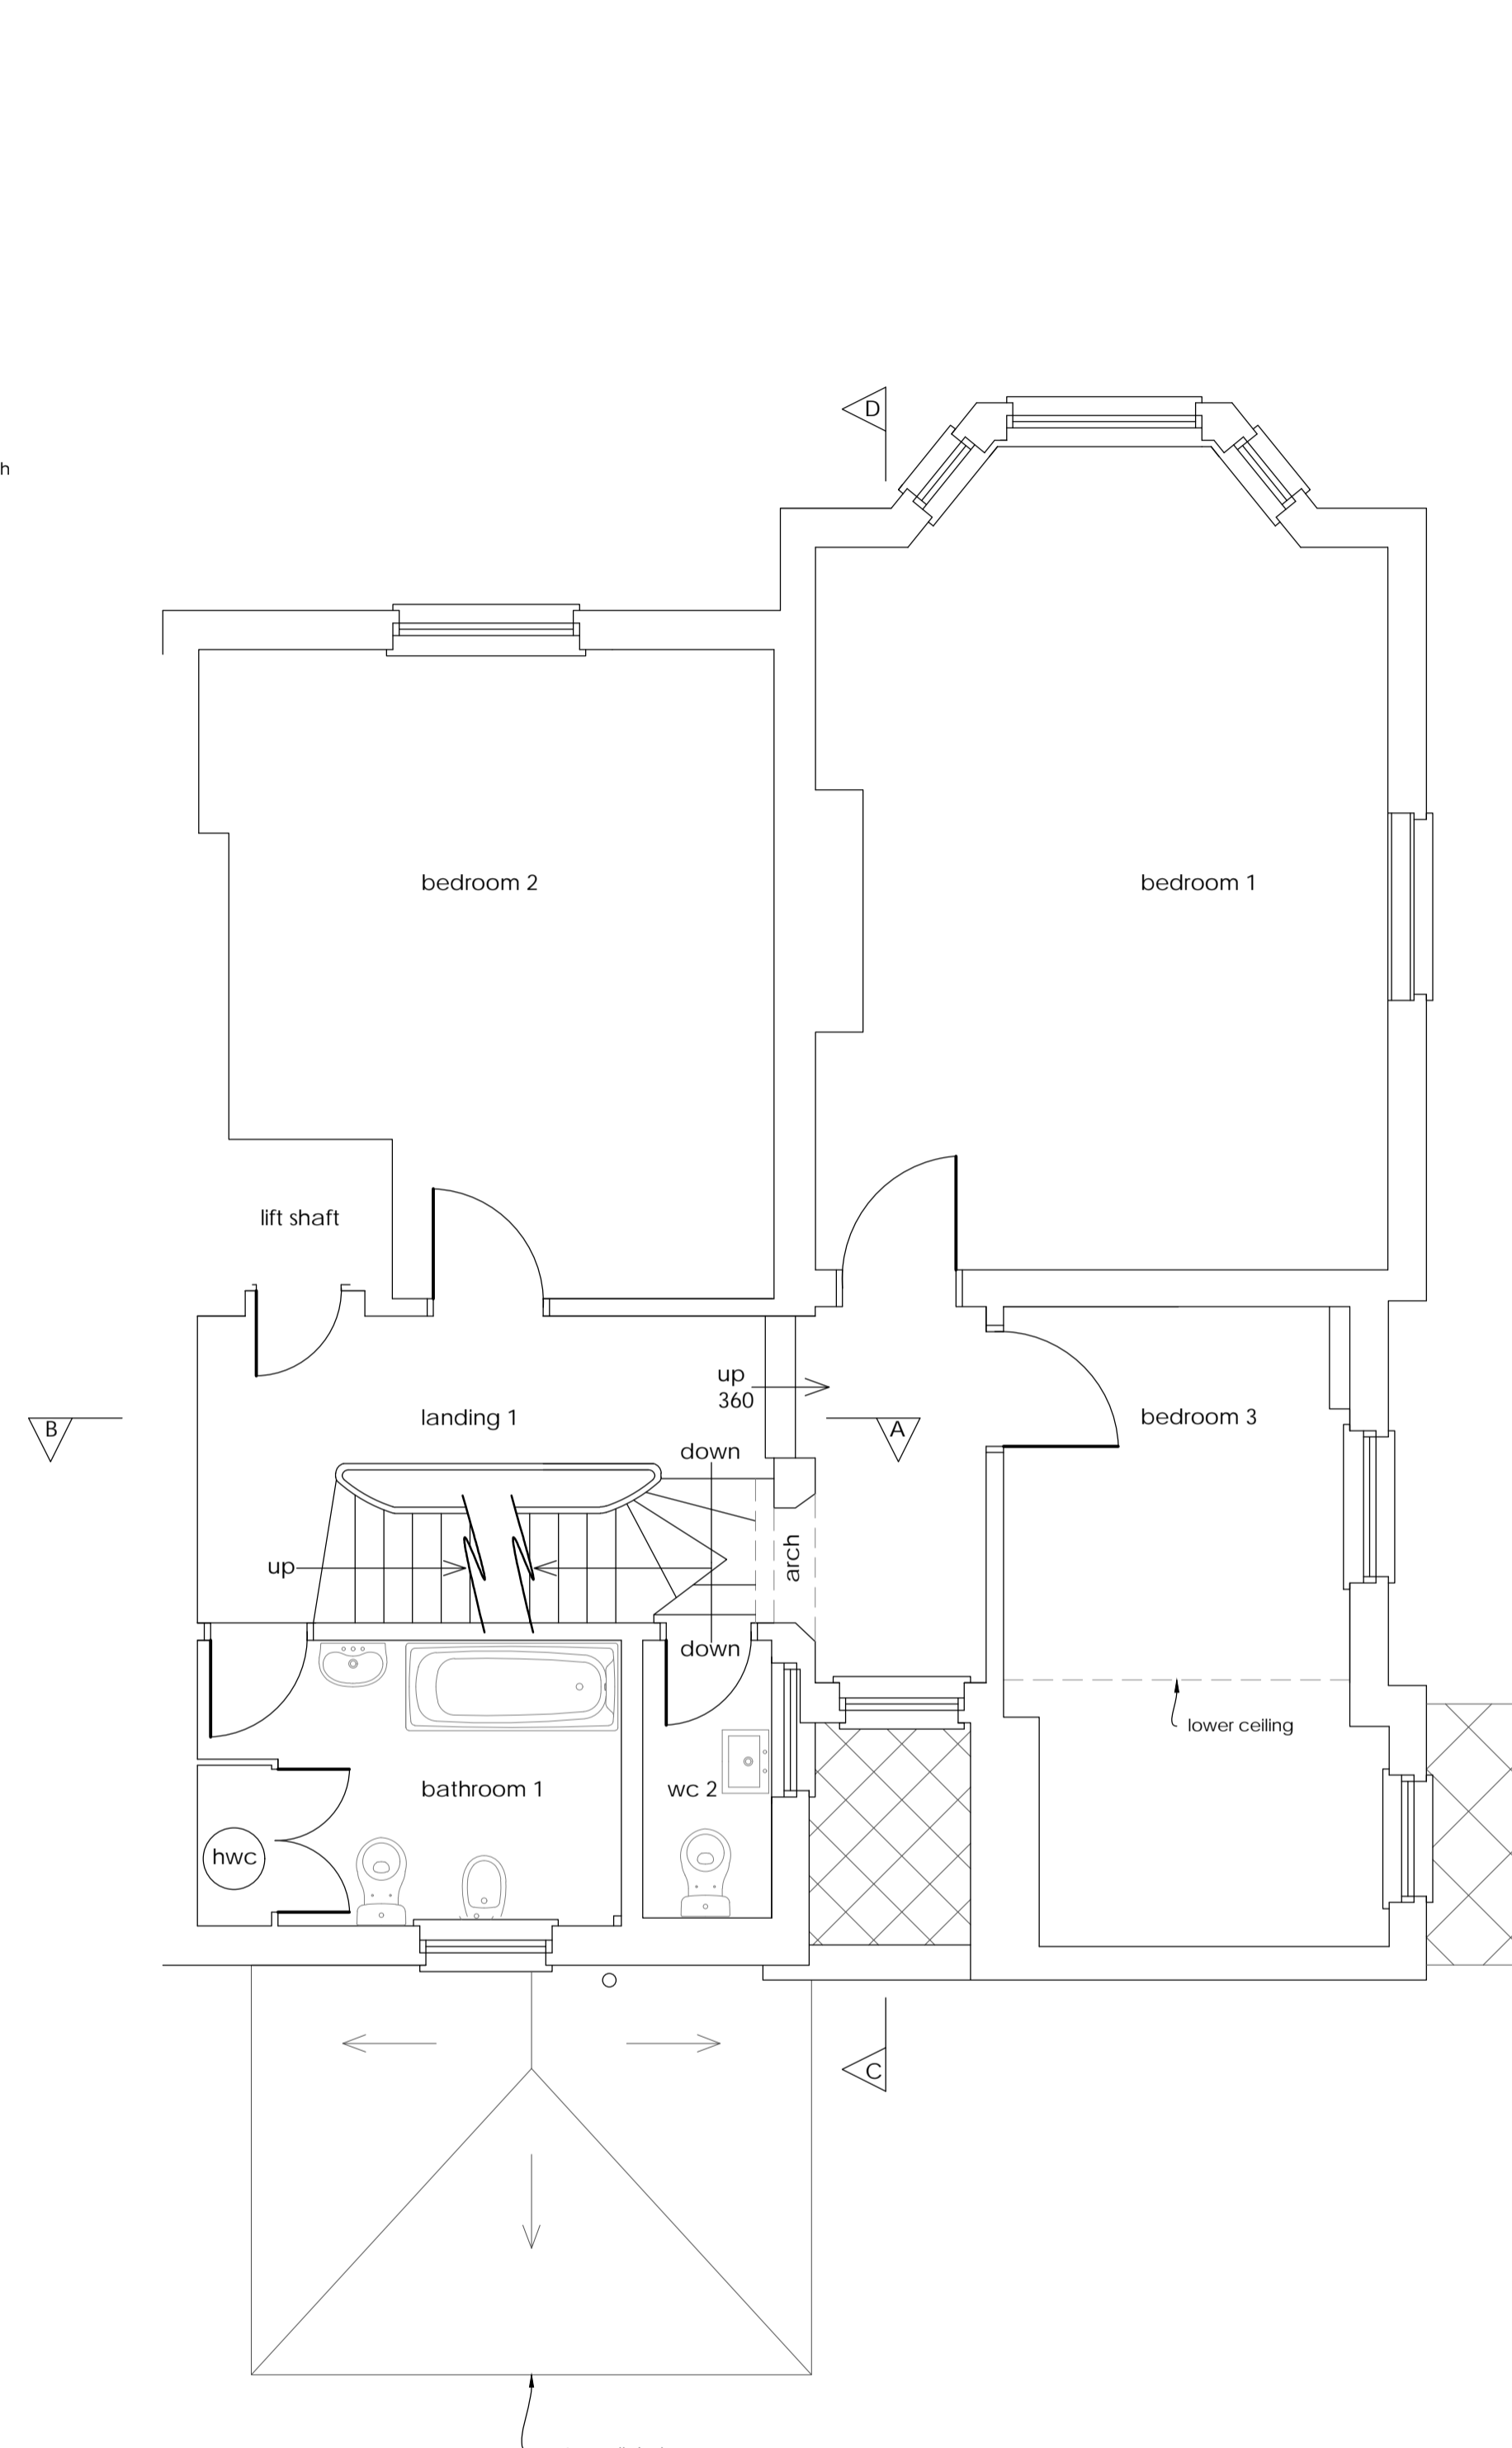 D
h
bedroom 2
bedroom 1
lift shaft
up
360
landing 1
B
A
bedroom 3
down
arch
up
down
lower ceiling
bathroom 1
wc 2
hwc
C